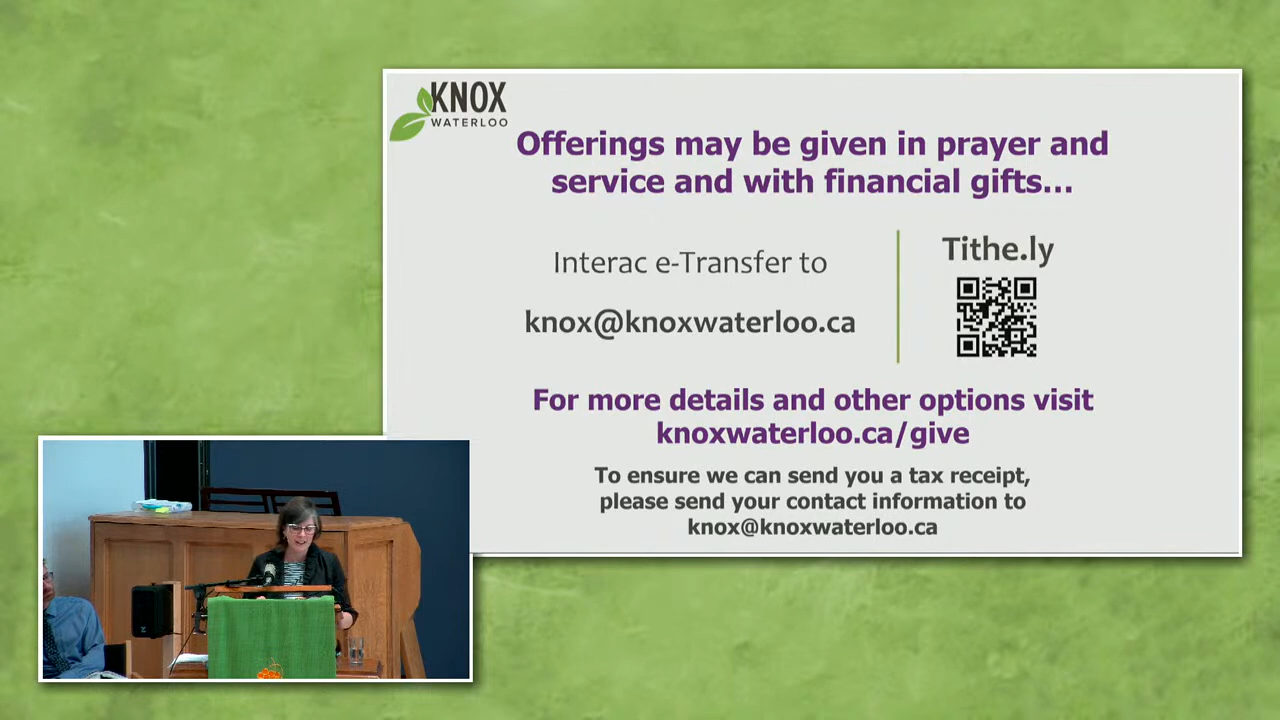 KNOX
WATERLOO
Offerings may be given in prayer and
service and with financial gifts...
Interac e-Transfer to
knox@knoxwaterloo.ca
Tithe.ly
For more details and other options visit
knoxwaterloo.ca/give
To ensure we can send you a tax receipt,
please send your contact information to
knox@knoxwaterloo.ca